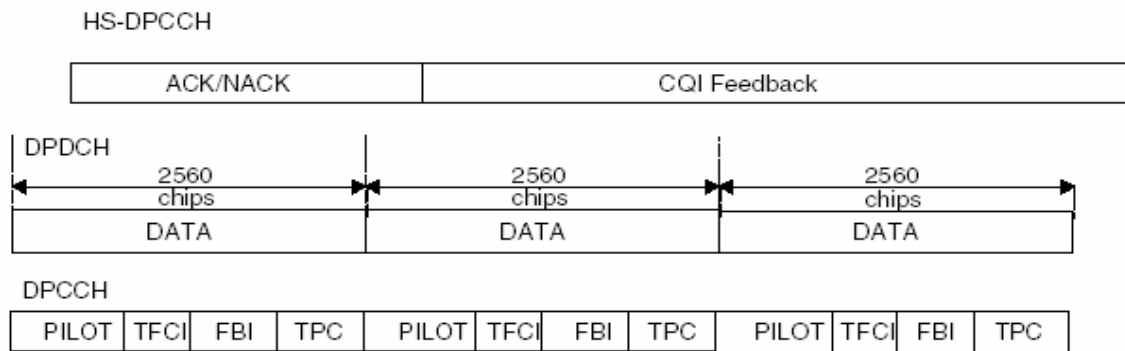 HS-DPCCH
ACK/NACK CQI Feedback
DPDCH
2560 2560 2560
chips chips chips
DATA DATA DATA
DPCCH
PILOT TFCI FBI TPC PILOT TFCI FBI TPC PILOT TFCI FBI TPC